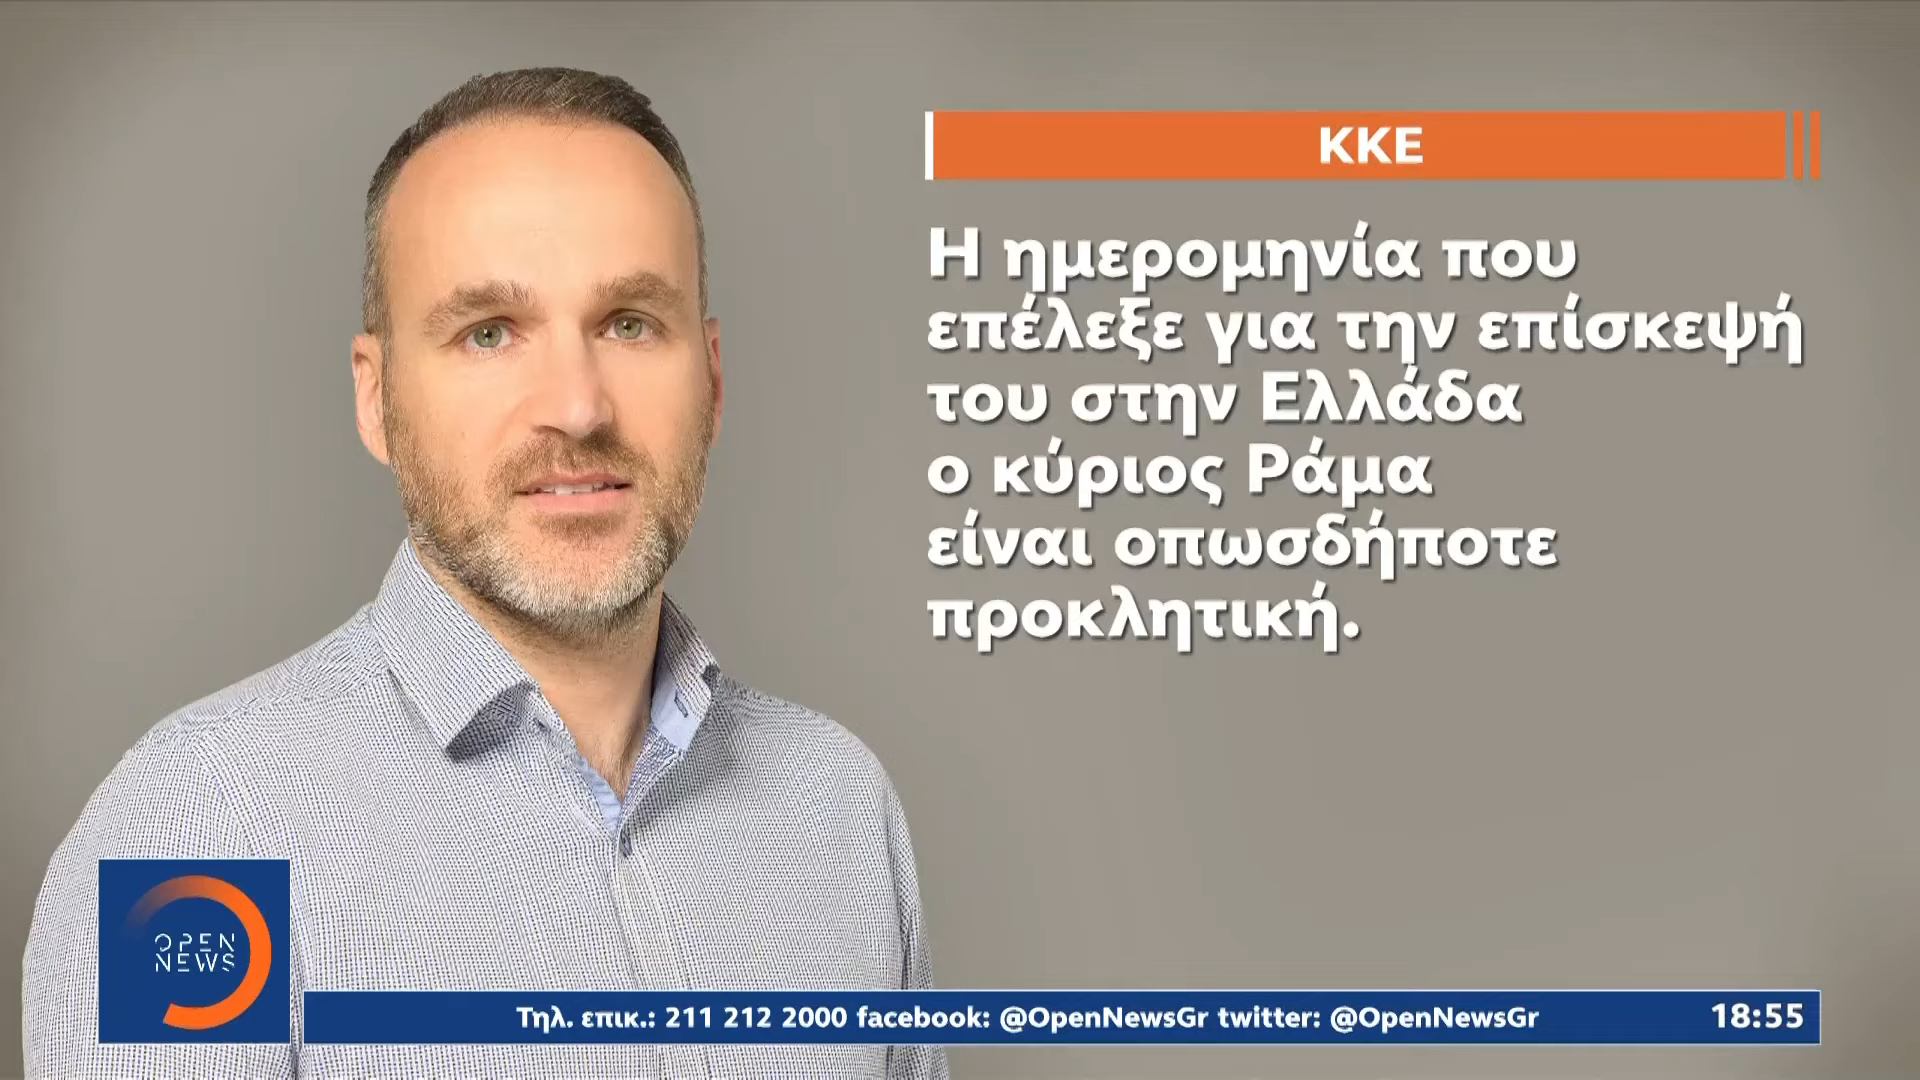 ΚΚΕ
Η ημερομηνία που
επέλεξε για την επίσκεψή
του στην Ελλάδα
ο κύριος Ράμα
είναι οπωσδήποτε
προκλητική.
OPEN
NEWS
Τηλ. επικ.: 211 212 2000 facebook: @OpenNewsGr twitter: @OpenNewsGr
18:55